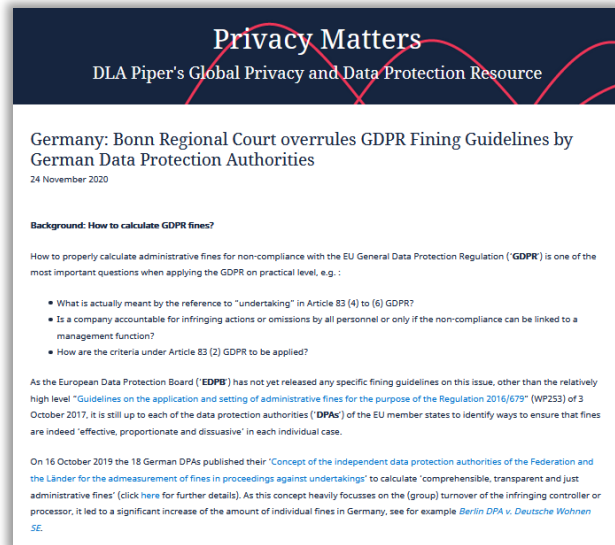 Privacy Matters
DLA Piper's Global Privacy and Data Protection Resource
Germany: Bonn Regional Court overrules GDPR Fining Guidelines by
German Data Protection Authorities
24 November 2020
Background: How to calculate GDPR fines?
How to properly calculate administrative fines for non-compliance with the EU General Data Protection Regulation ('GDPR') is one of the
most important questions when applying the GDPR on practical level, e.g. :
• What is actually meant by the reference to "undertaking" in Article 83 (4) to (6) GDPR?
• Is a company accountable for infringing actions or omissions by all personnel or only if the non-compliance can be linked to a
management function?
• How are the criteria under Article 83 (2) GDPR to be applied?
As the European Data Protection Board ('EDPB') has not yet released any specific fining guidelines on this issue, other than the relatively
high level "Guidelines on the application and setting of administrative fines for the purpose of the Regulation 2016/679" (WP253) of 3
October 2017, it is still up to each of the data protection authorities ('DPAs') of the EU member states to identify ways to ensure that fines
are indeed 'effective, proportionate and dissuasive' in each individual case.
On 16 October 2019 the 18 German DPAs published their 'Concept of the independent data protection authorities of the Federation and
the Länder for the admeasurement of fines in proceedings against undertakings' to calculate 'comprehensible, transparent and just
administrative fines' (click here for further details). As this concept heavily focusses on the (group) turnover of the infringing controller or
processor, it led to a significant increase of the amount of individual fines in Germany, see for example Berlin DPA v. Deutsche Wohnen
SE.